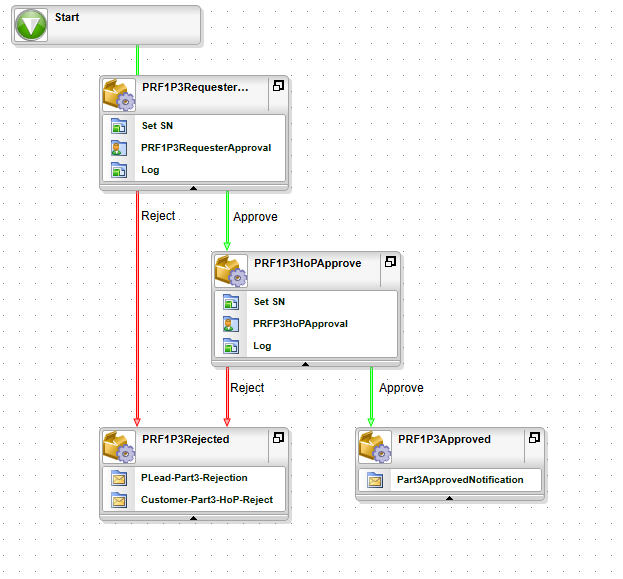 Start
PRF1P3Requester...
Set SN
PRF1P3RequesterApproval
Log
Reject
Approve
PRF1P3HoPApprove
Set SN
PRFP3HoPApproval
Log
Reject
Approve
PRF1P3Rejected
PLead-Part3-Rejection
Customer-Part3-HoP-Reject
PRF1P3Approved
Part3ApprovedNotification